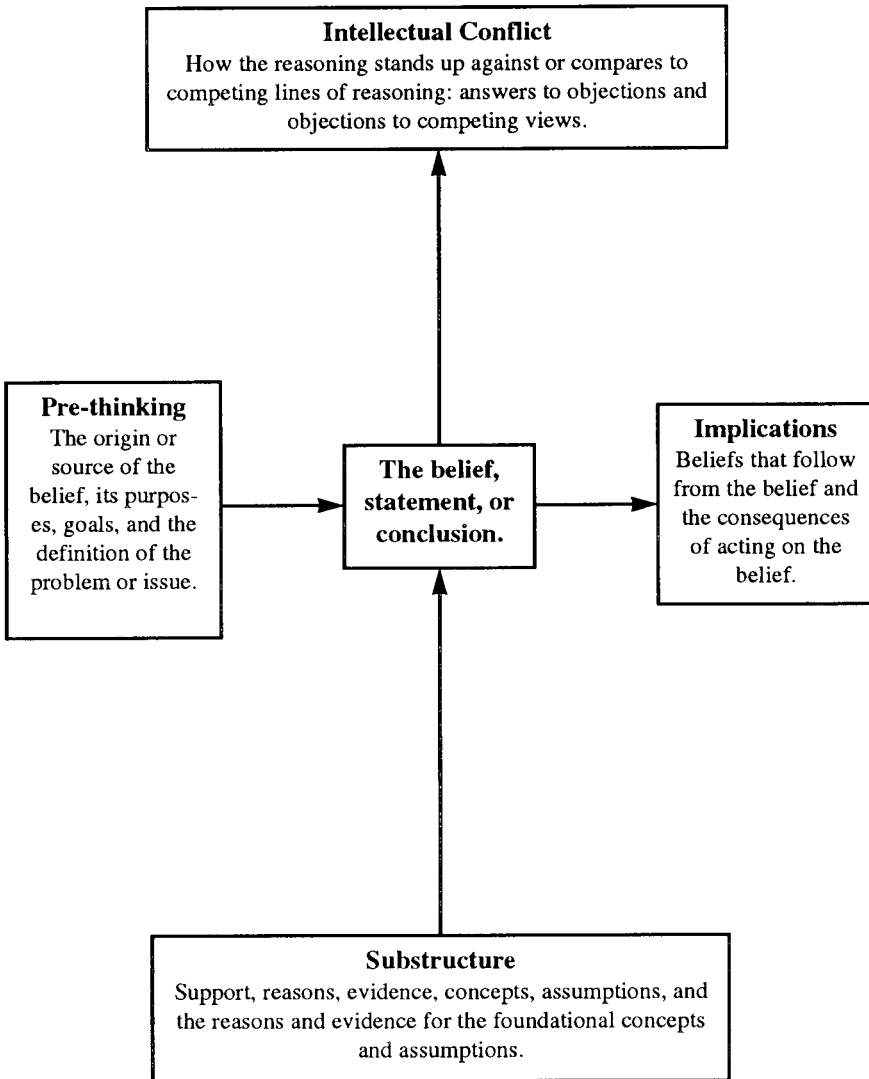 Intellectual Conflict
How the reasoning stands up against or compares to
competing lines of reasoning: answers to objections and
objections to competing views.
Pre-thinking
The origin or
source of the
belief, its purpos-
es, goals, and the
definition of the
problem or issue.
The belief,
statement, or
conclusion.
Implications
Beliefs that follow
from the belief and
the consequences
of acting on the
belief.
Substructure
Support, reasons, evidence, concepts, assumptions, and
the reasons and evidence for the foundational concepts
and assumptions.